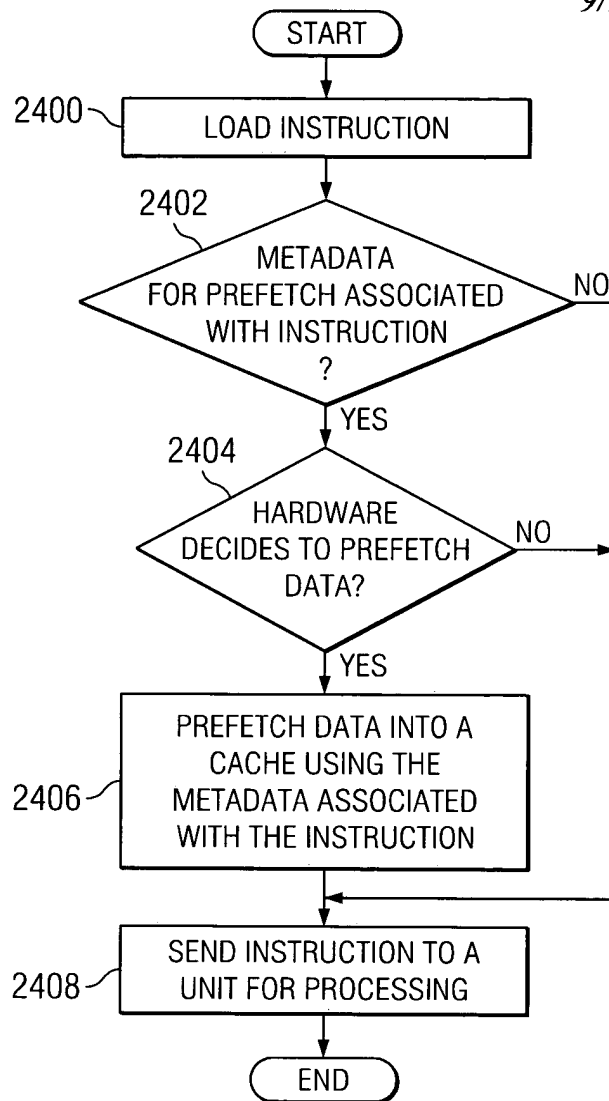 9/
START
2400
LOAD INSTRUCTION
2402
METADATA
FOR PREFETCH ASSOCIATED
WITH INSTRUCTION
?
NO
YES
2404
HARDWARE
DECIDES TO PREFETCH
DATA?
NO
YES
2406
PREFETCH DATA INTO A
CACHE USING THE
METADATA ASSOCIATED
WITH THE INSTRUCTION
2408
SEND INSTRUCTION TO A
UNIT FOR PROCESSING
END